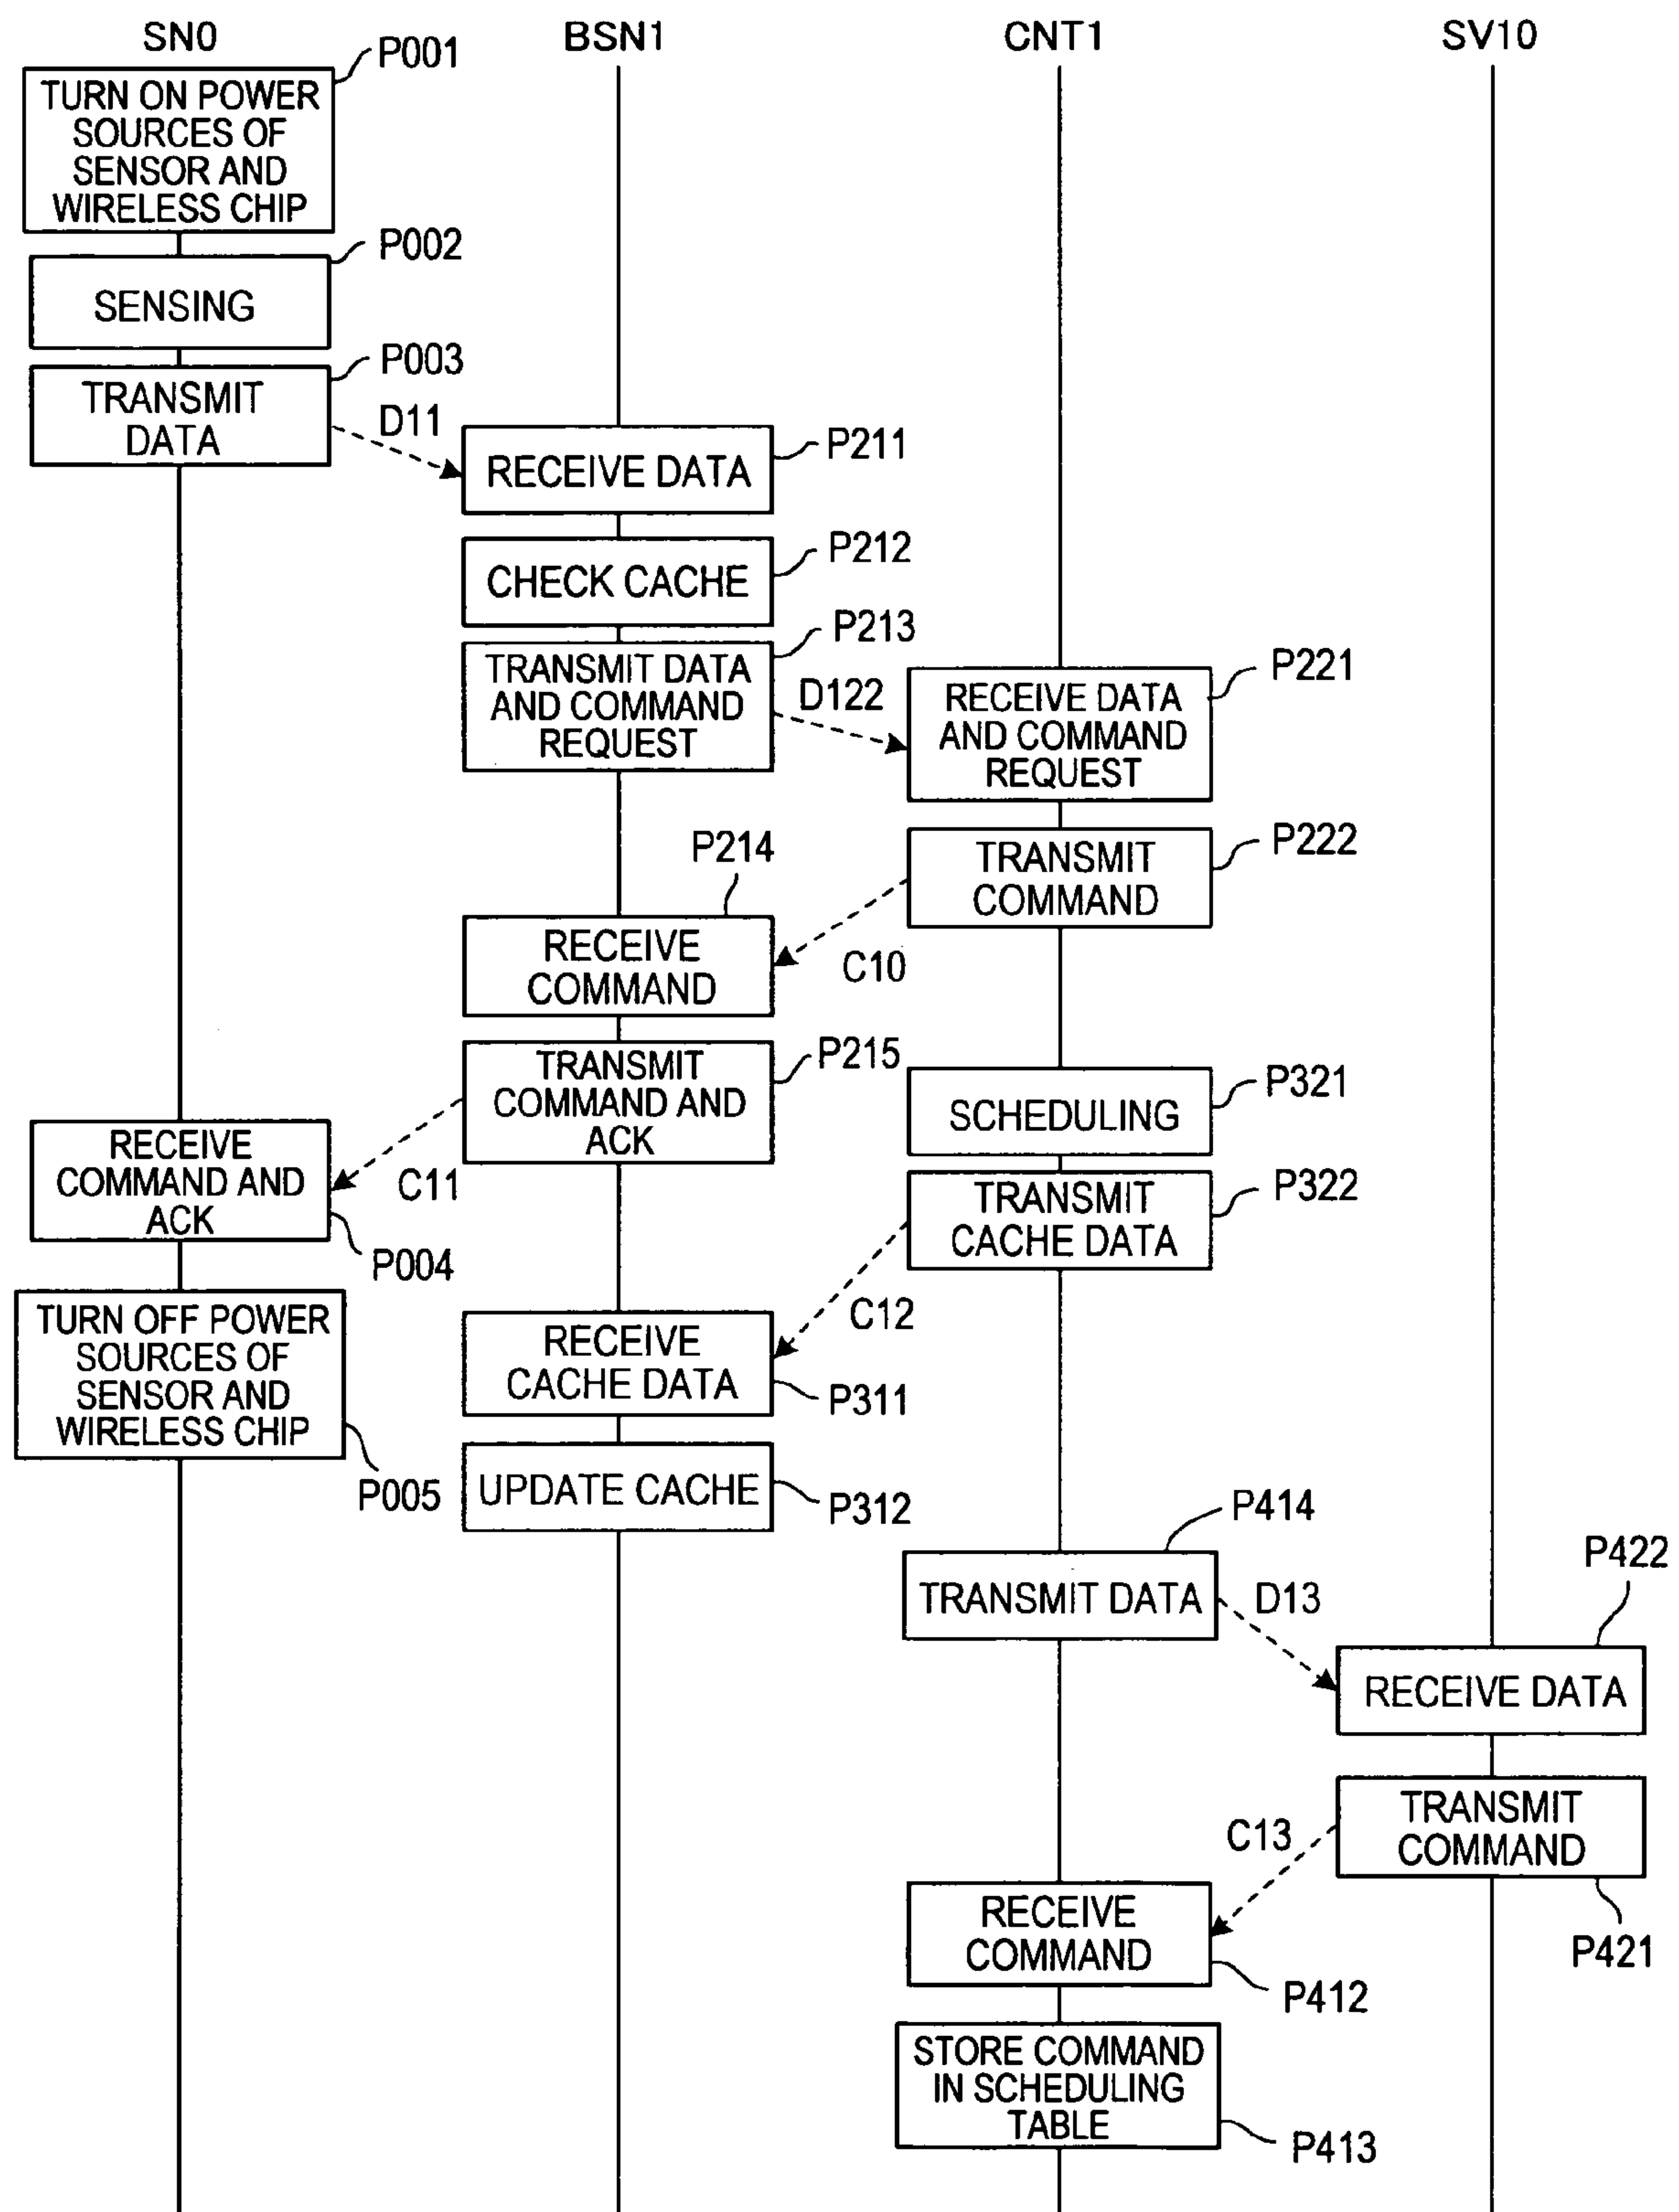 SN0
BSN1
CNT1
SV10
P001
TURN ON POWER
SOURCES OF
SENSOR AND
WIRELESS CHIP
P002
SENSING
P003
TRANSMIT
DATA
D11
P211
RECEIVE DATA
P212
CHECK CACHE
P213
TRANSMIT DATA
AND COMMAND
REQUEST
D122
P221
RECEIVE DATA
AND COMMAND
REQUEST
P222
TRANSMIT
COMMAND
P214
C10
RECEIVE
COMMAND
P215
TRANSMIT
COMMAND AND
ACK
P321
SCHEDULING
C11
RECEIVE
COMMAND AND
ACK
P004
P322
TRANSMIT
CACHE DATA
C12
TURN OFF POWER
SOURCES OF
SENSOR AND
WIRELESS CHIP
P005
RECEIVE
CACHE DATA
P311
UPDATE CACHE
P312
P414
TRANSMIT DATA
D13
P422
RECEIVE DATA
TRANSMIT
COMMAND
P421
C13
RECEIVE
COMMAND
P412
STORE COMMAND
IN SCHEDULING
TABLE
P413